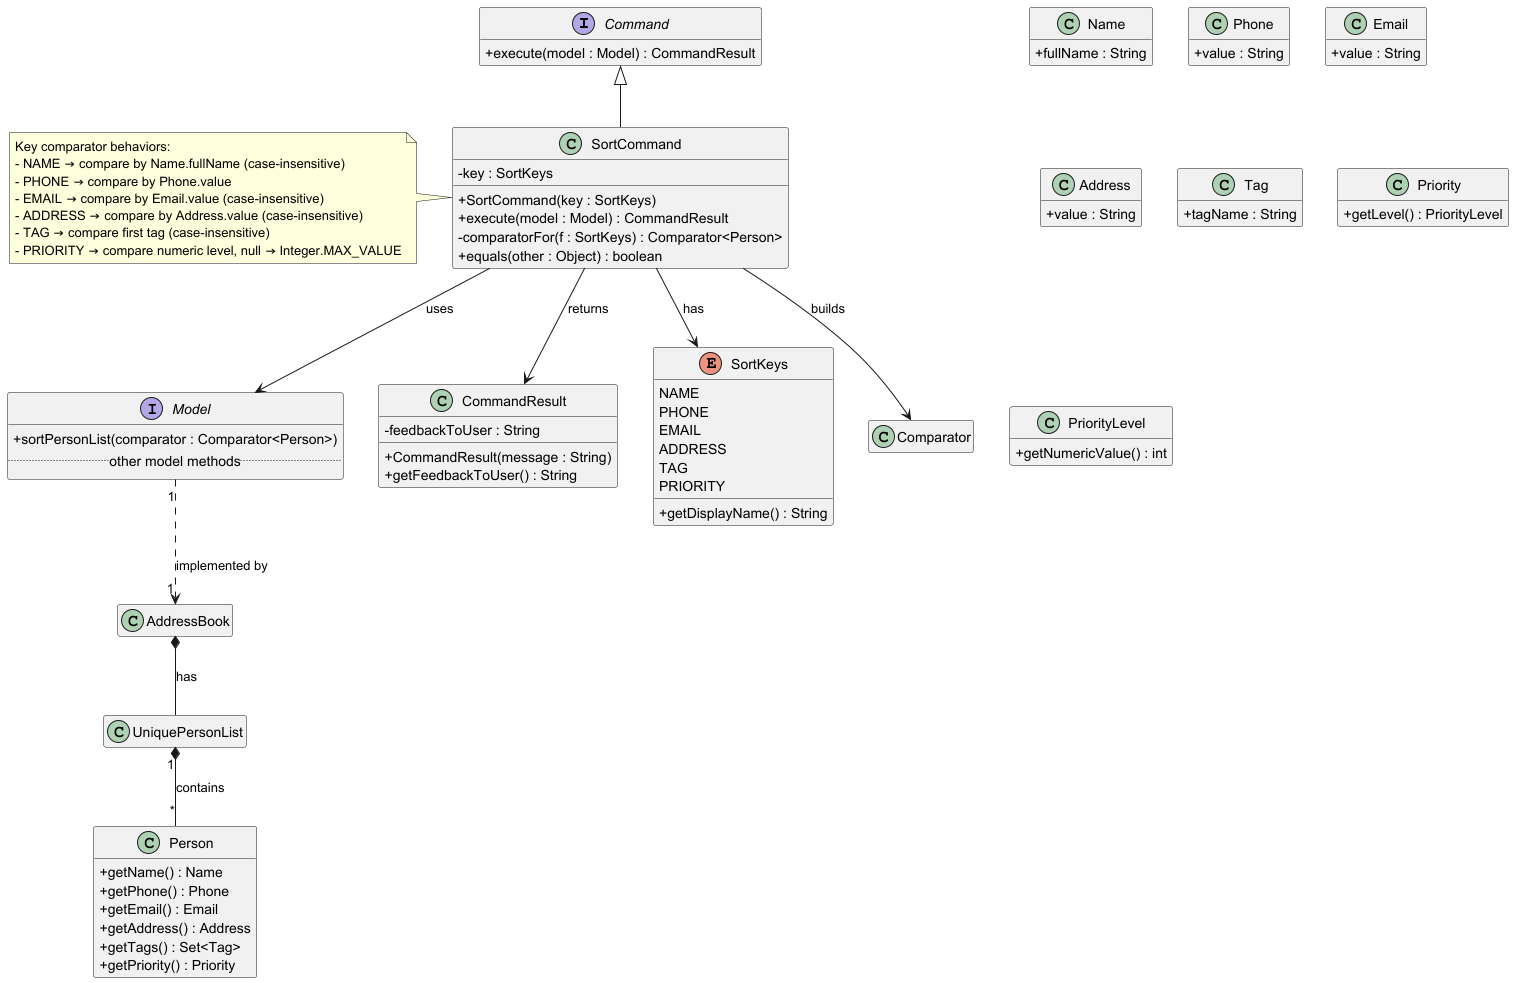 I Command
+execute(model : Model) : CommandResult
C Name
+fullName : String
C Phone
+value : String
C Email
+value : String
Key comparator behaviors:
- NAME → compare by Name.fullName (case-insensitive)
- PHONE → compare by Phone.value
- EMAIL → compare by Email.value (case-insensitive)
- ADDRESS → compare by Address.value (case-insensitive)
- TAG → compare first tag (case-insensitive)
- PRIORITY → compare numeric level, null → Integer.MAX_VALUE
C SortCommand
-key : SortKeys
+SortCommand(key : SortKeys)
+execute(model : Model) : CommandResult
-comparatorFor(f : SortKeys) : Comparator<Person>
+equals(other : Object) : boolean
C Address
+value : String
C Tag
+tagName : String
C Priority
+getLevel() : PriorityLevel
uses
returns
has
builds
I Model
+sortPersonList(comparator : Comparator<Person>)
other model methods
C CommandResult
-feedbackToUser : String
+CommandResult(message : String)
+getFeedbackToUser() : String
E SortKeys
NAME
PHONE
EMAIL
ADDRESS
TAG
PRIORITY
+getDisplayName() : String
C Comparator
C PriorityLevel
+getNumericValue() : int
1
implemented by
1
C AddressBook
has
C UniquePersonList
1
contains
*
C Person
+getName() : Name
+getPhone() : Phone
+getEmail() : Email
+getAddress() : Address
+getTags() : Set<Tag>
+getPriority() : Priority